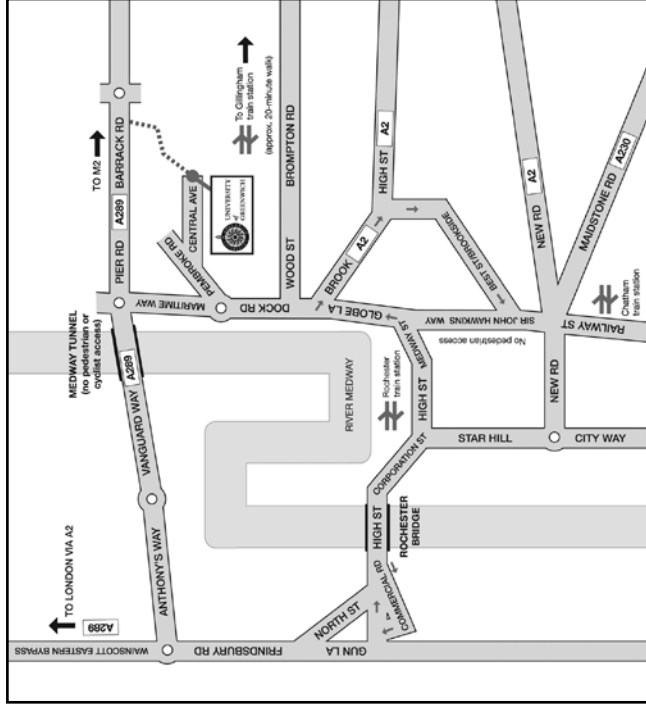 TO M2
PIER RD
A289
BARRACK RD
To Gillingham
train station
(approx. 20-minute walk)
CENTRAL AVE
UNIVERSITY
of
GREENWICH
PEMBROKE RD
MARITIME WAY
DOCK RD
WOOD ST
BROMPTON RD
HIGH ST
A2
BROOK
A2
GLOBE LA
BEST ST/BROOKSIDE
NEW RD
A2
MAIDSTONE RD
A230
MEDWAY TUNNEL
(no pedestrian or
cyclist access)
A289
VANGUARD WAY
RIVER MEDWAY
Rochester
train station
MEDWAY ST
HIGH ST
SIR JOHN HAWKINS WAY
No pedestrian access
RAILWAY ST
Chatham
train station
NEW RD
STAR HILL
CITY WAY
CORPORATION ST
HIGH ST
ROCHESTER
BRIDGE
COMMERCIAL RD
NORTH ST
ANTHONY'S WAY
TO LONDON VIA A2
A289
WAINSCOTT EASTERN BYPASS
FRINDSBURY RD
GUN LA